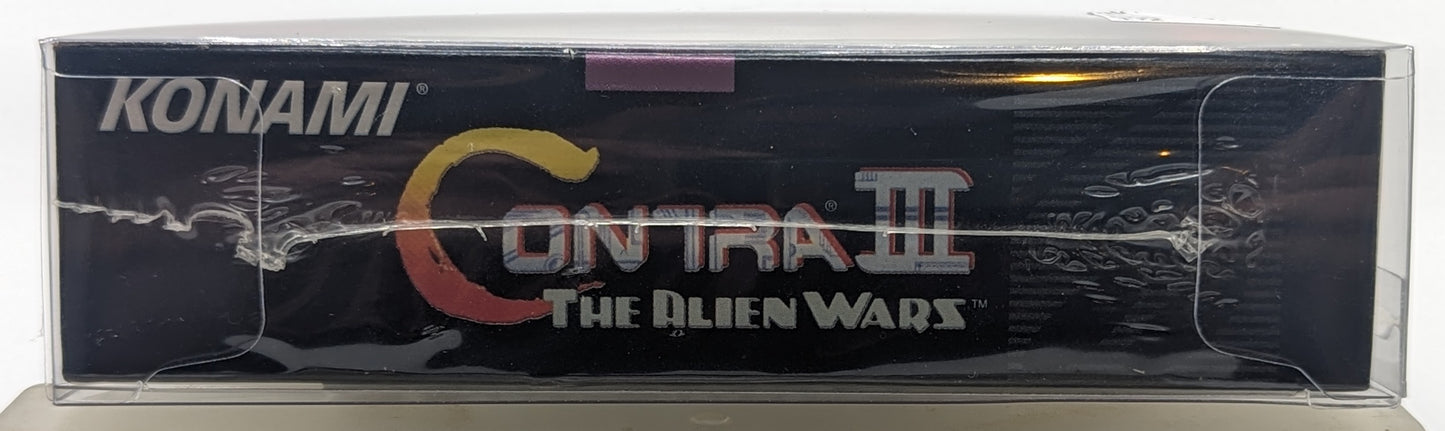 KONAMI®
CONTRA® III
THE ALIEN WARS™